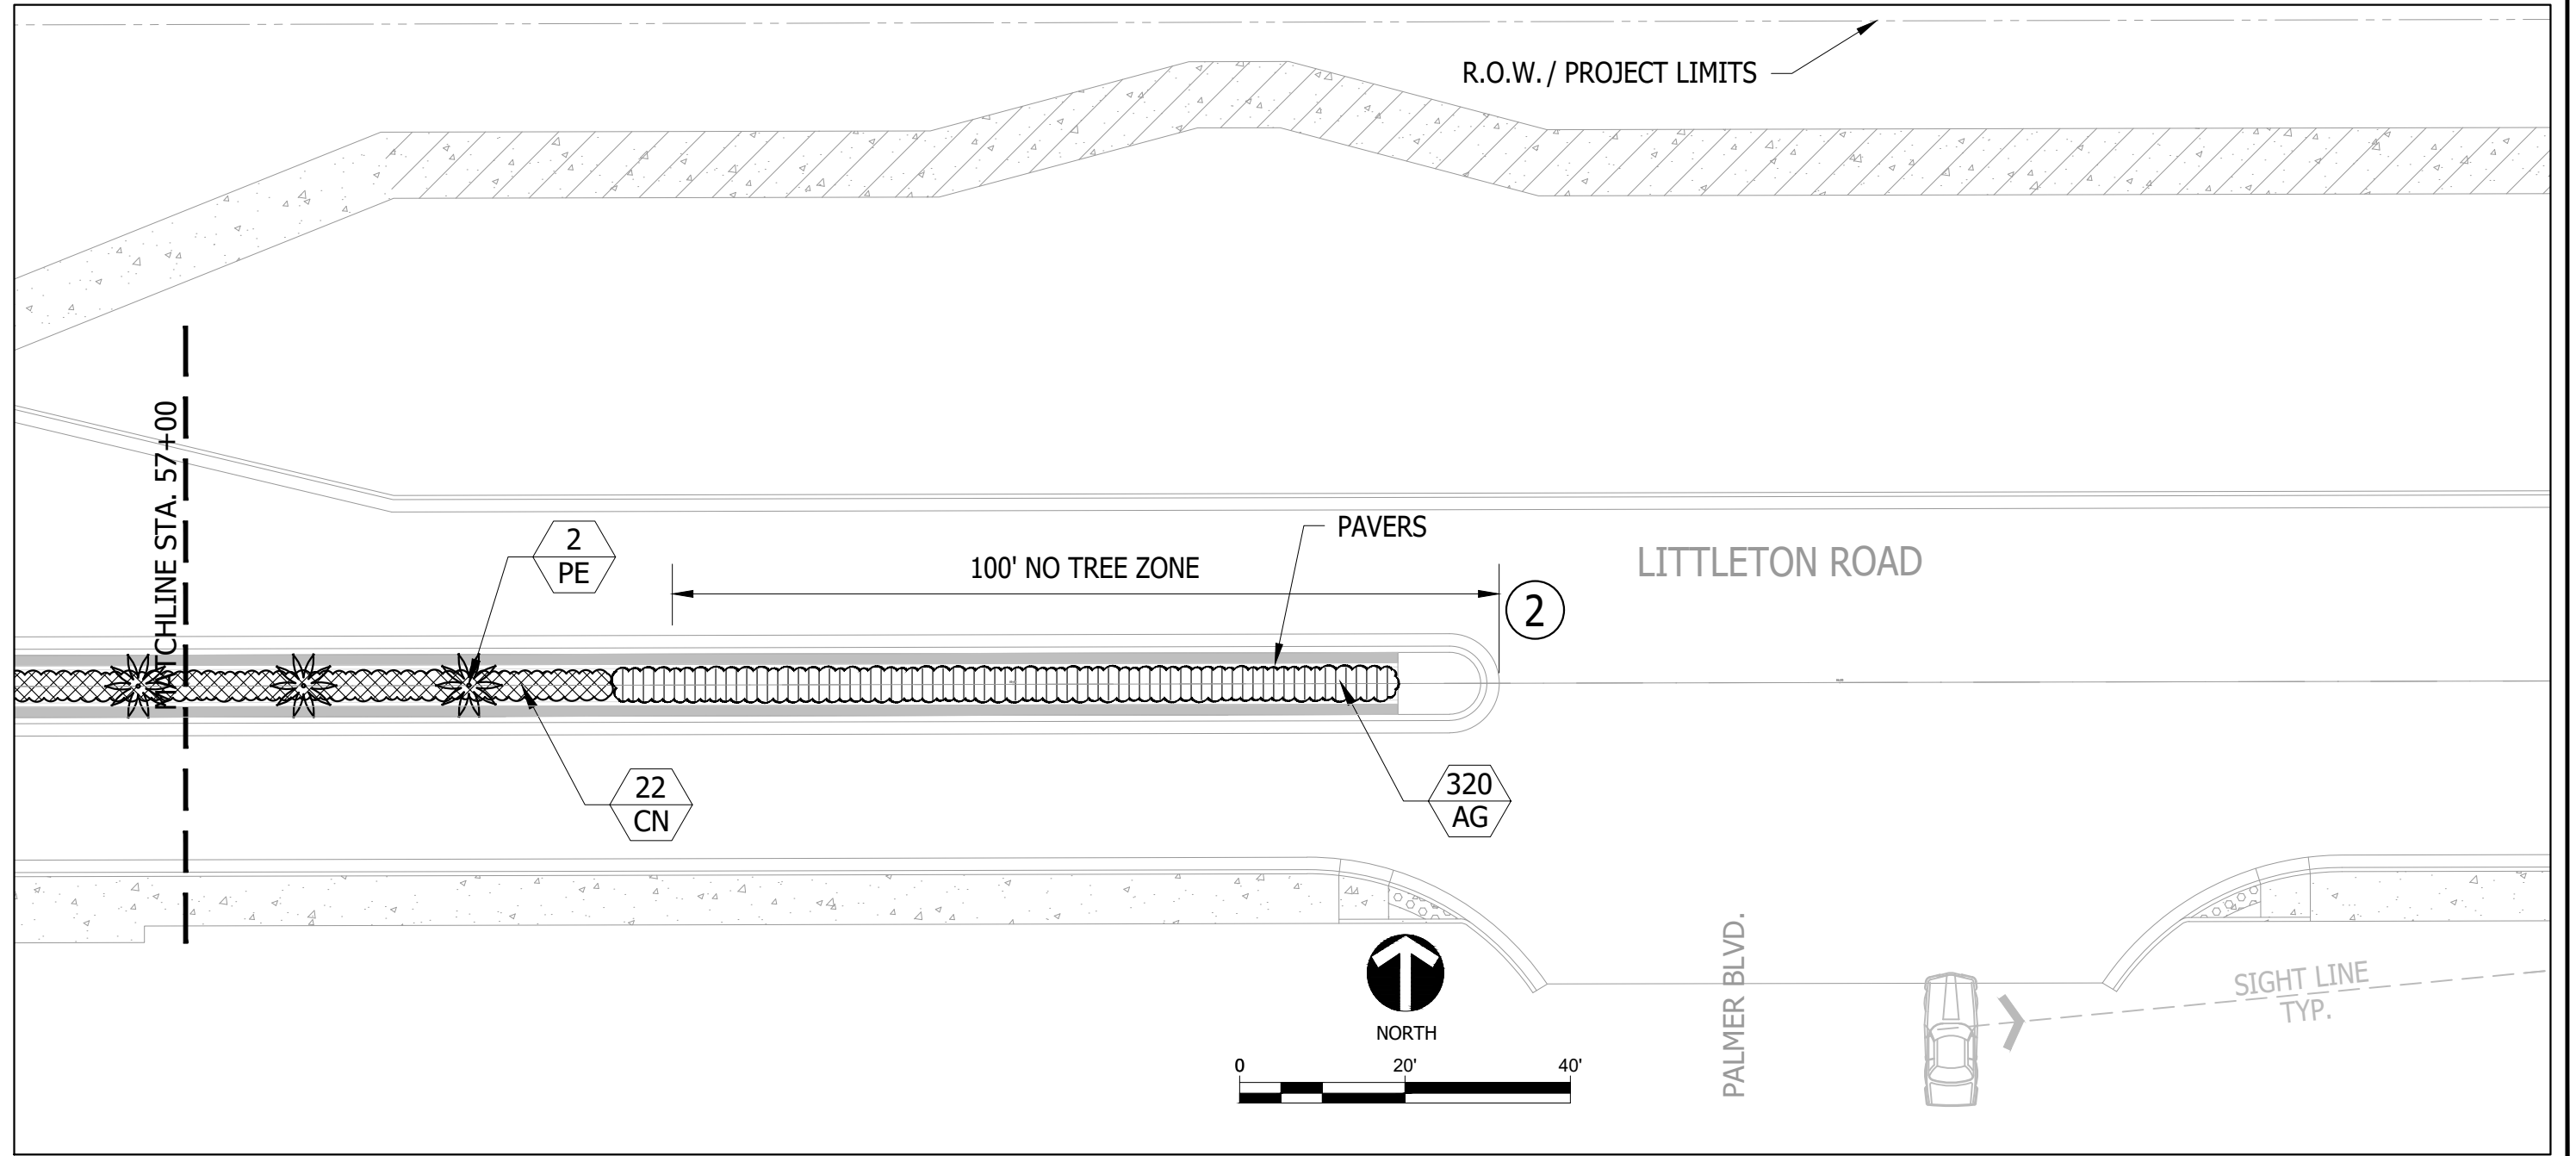 R.O.W. / PROJECT LIMITS
MATCHLINE STA. 57+00
2
PE
PAVERS
100' NO TREE ZONE
LITTLETON ROAD
2
22
CN
320
AG
NORTH
0 20' 40'
PALMER BLVD.
SIGHT LINE
TYP.